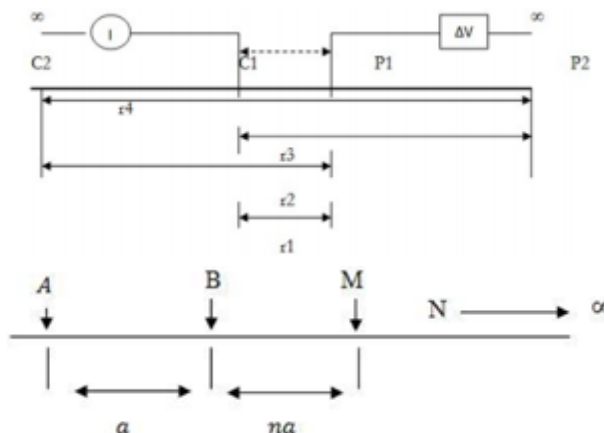 ∞ ∞
I ΔV
C2 C1 P1 P2
r4
r3
r2
r1
A B M N ∞
a na